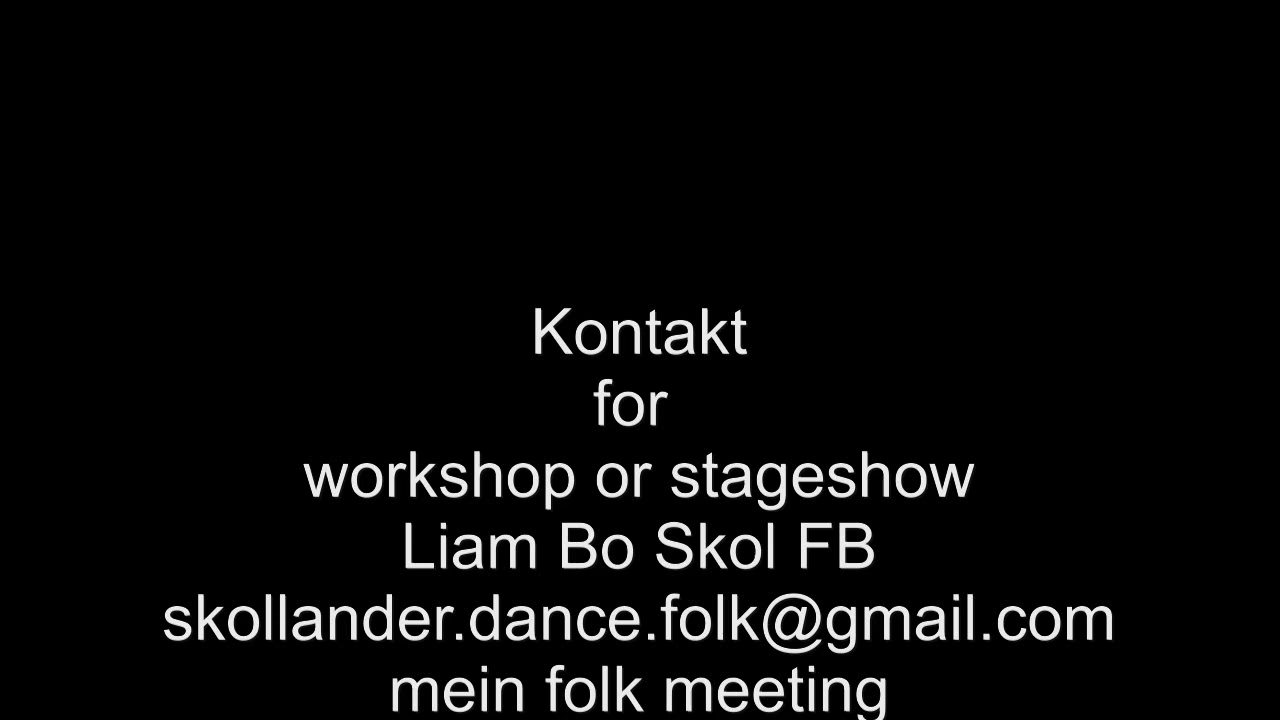 Kontakt
for
workshop or stageshow
Liam Bo Skol FB
skollander.dance.folk@gmail.com
mein folk meeting